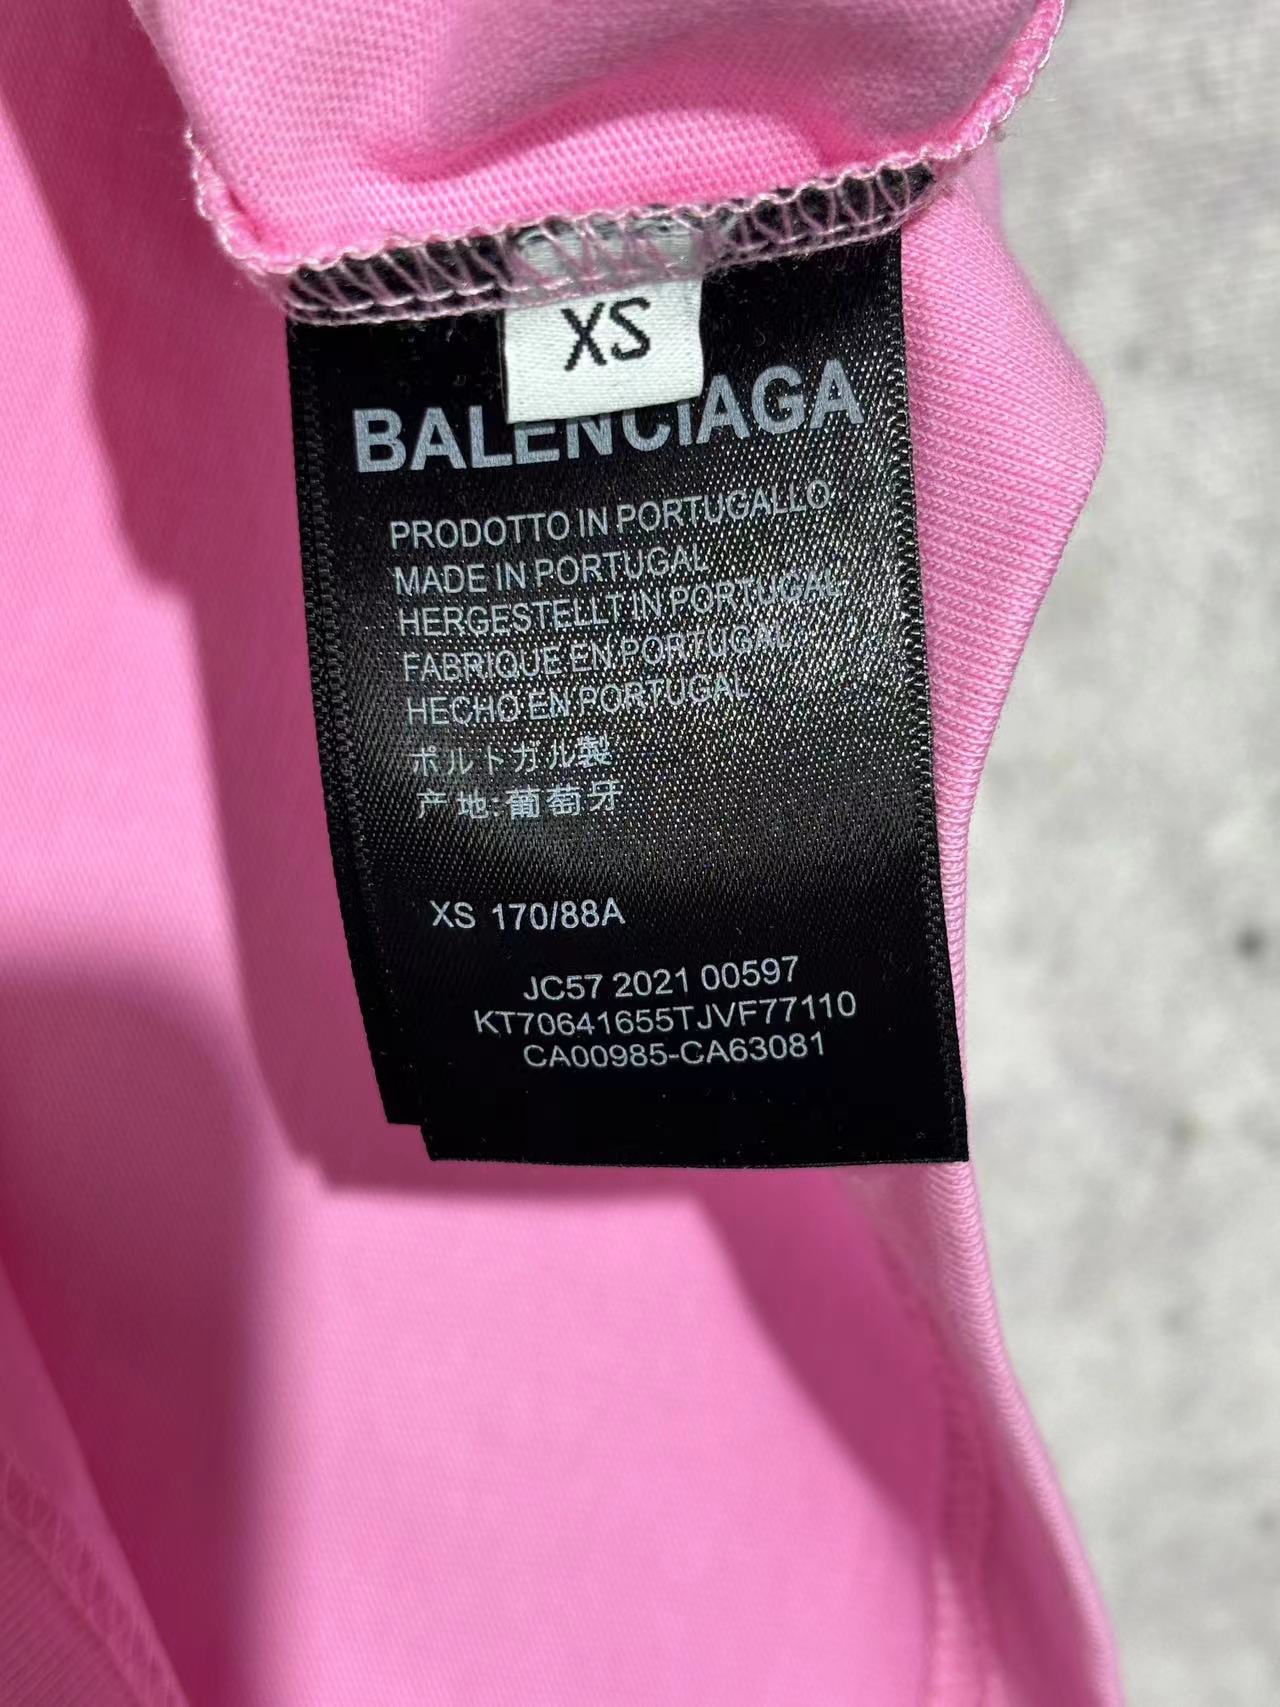 XS
BALENCIAGA
PRODOTTO IN PORTUGALLO
MADE IN PORTUGAL
HERGESTELLT IN PORTUGAL
FABRIQUE EN PORTUGAL
HECHO EN PORTUGAL
ポルトガル製
产地:葡萄牙
XS 170/88A
JC57 2021 00597
KT70641655TJVF77110
CA00985-CA63081